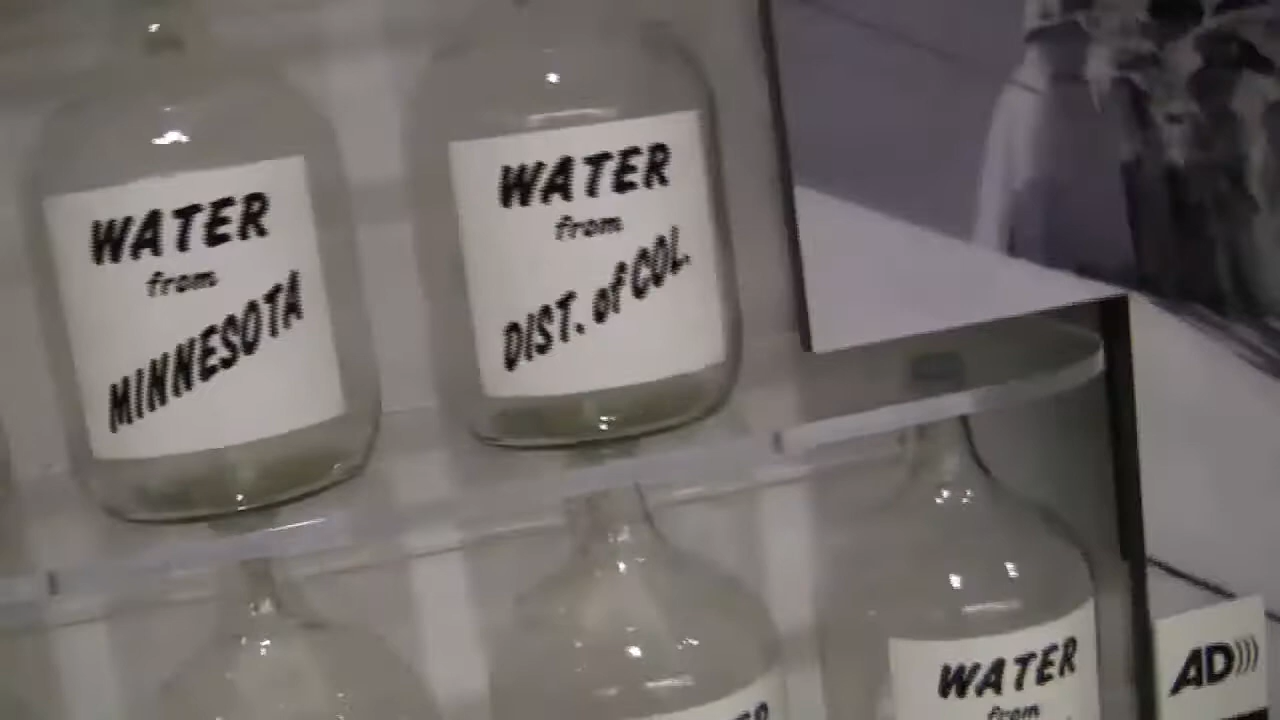 WATER
from
MINNESOTA
WATER
from
DIST. of COL.
WATER
from
AD)))